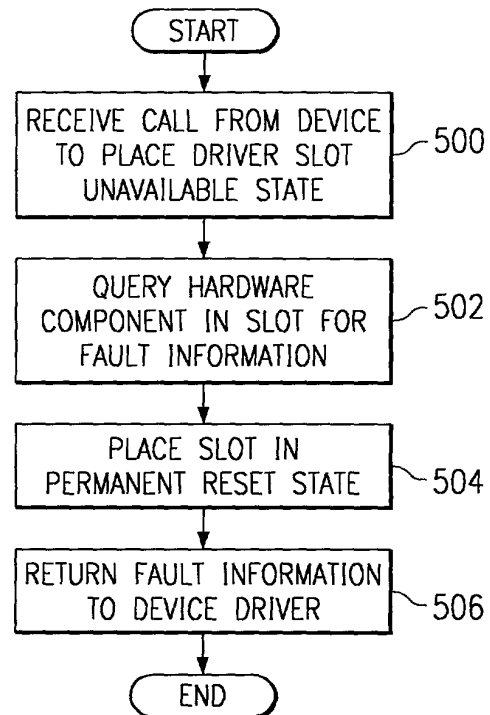 START
RECEIVE CALL FROM DEVICE
TO PLACE DRIVER SLOT
UNAVAILABLE STATE
500
QUERY HARDWARE
COMPONENT IN SLOT FOR
FAULT INFORMATION
502
PLACE SLOT IN
PERMANENT RESET STATE
504
RETURN FAULT INFORMATION
TO DEVICE DRIVER
506
END